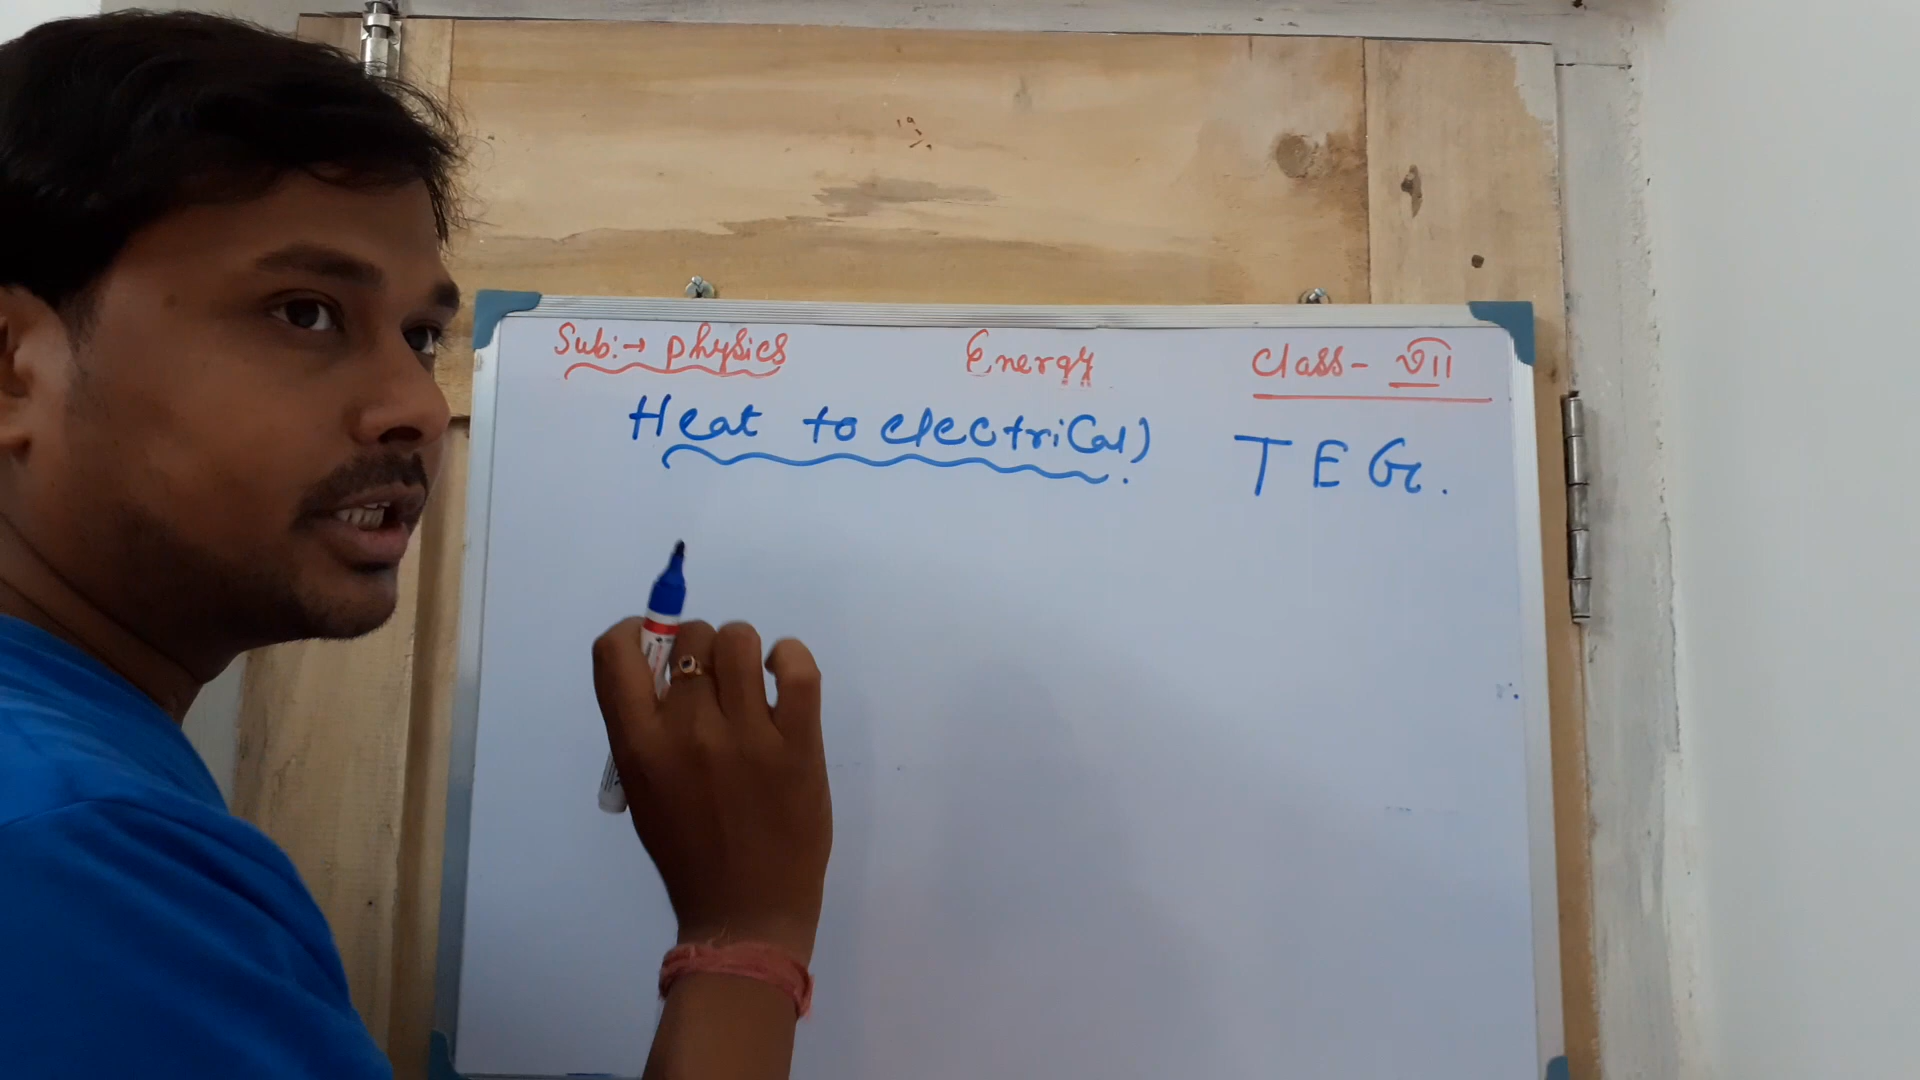 Sub:→ Physics Energy Class- VII
Heat to electrical) TEG.